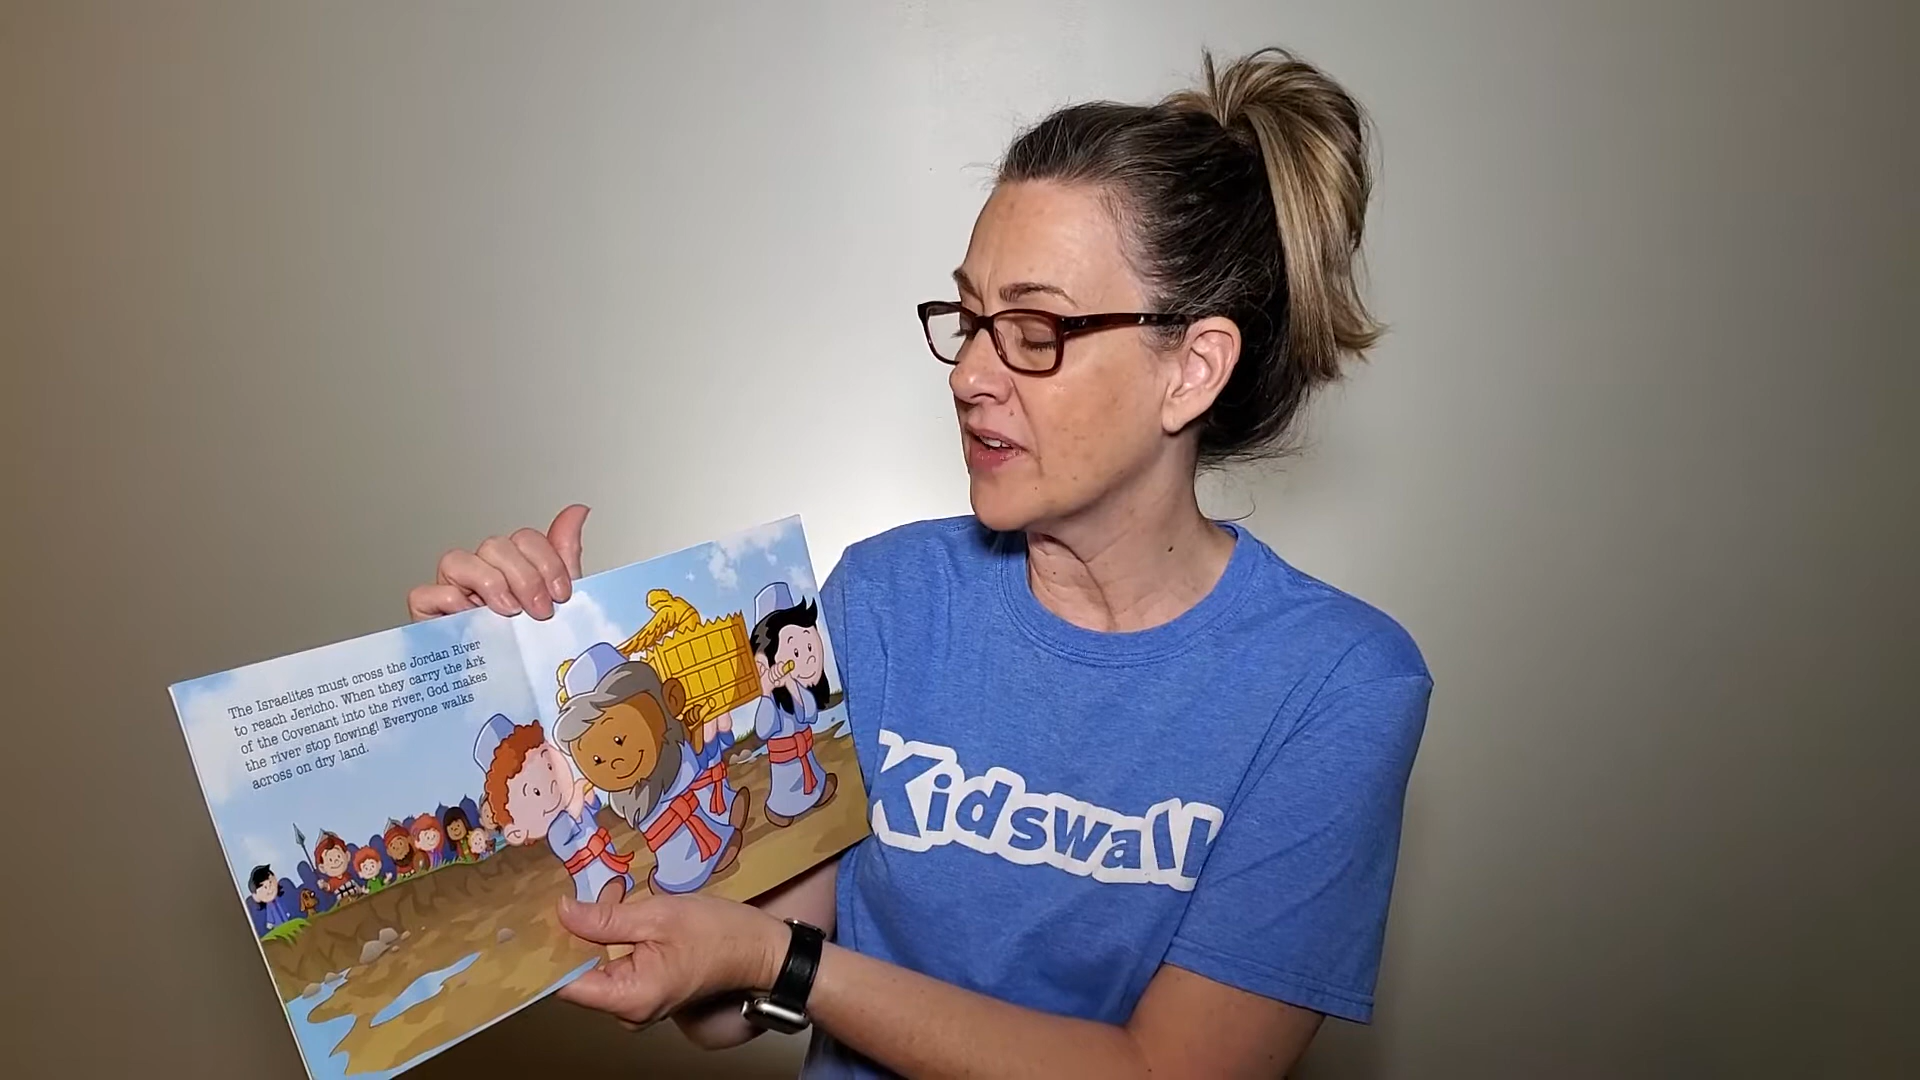 The Israelites must cross the Jordan River
to reach Jericho. When they carry the Ark
of the Covenant into the river, God makes
the river stop flowing! Everyone walks
across on dry land.
Kidswalk